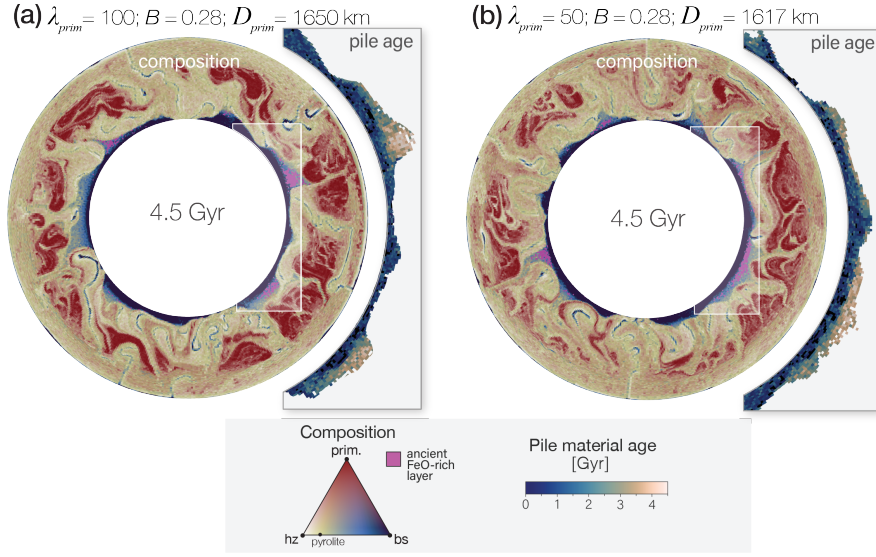 (a) λprim= 100; B = 0.28; Dprim = 1650 km
pile age
composition
4.5 Gyr
(b) λprim= 50; B = 0.28; Dprim = 1617 km
pile age
composition
4.5 Gyr
Composition
prim.
ancient
FeO-rich
layer
hz
pyrolite
bs
Pile material age
[Gyr]
0 1 2 3 4